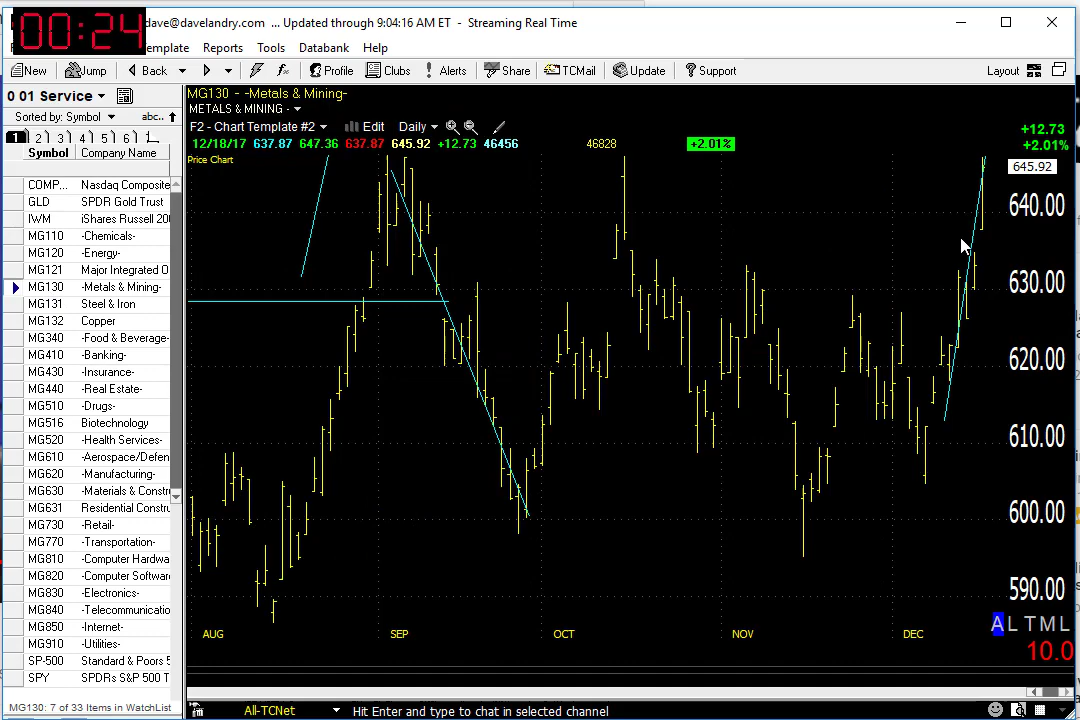 00:24
dave@davelandry.com ... Updated through 9:04:16 AM ET - Streaming Real Time
emplate Reports Tools Databank Help
New Jump Back Profile Clubs Alerts Share TCMail Update Support Layout
0 01 Service
Sorted by: Symbol abc..
1 2 3 4 5 6
Symbol Company Name
COMP... Nasdaq Composite
GLD SPDR Gold Trust
IWM iShares Russell 200
MG110 -Chemicals-
MG120 -Energy-
MG121 Major Integrated O
MG130 -Metals & Mining-
MG131 Steel & Iron
MG132 Copper
MG340 -Food & Beverage-
MG410 -Banking-
MG430 -Insurance-
MG440 -Real Estate-
MG510 -Drugs-
MG516 Biotechnology
MG520 -Health Services-
MG610 -Aerospace/Defen
MG620 -Manufacturing-
MG630 -Materials & Constr
MG631 Residential Constru
MG730 -Retail-
MG770 -Transportation-
MG810 -Computer Hardwa
MG820 -Computer Softwar
MG830 -Electronics-
MG840 -Telecommunicatio
MG850 -Internet-
MG910 -Utilities-
SP-500 Standard & Poors 5
SPY SPDRs S&P 500 T
MG130: 7 of 33 Items in WatchList
MG130 - -Metals & Mining-
METALS & MINING -
F2 - Chart Template #2 Edit Daily
12/18/17 637.87 647.36 637.87 645.92 +12.73 46456 46828 +2.01%
Price Chart
+12.73
+2.01%
645.92
640.00
630.00
620.00
610.00
600.00
590.00
AUG SEP OCT NOV DEC
A L T M L
10.0
All-TCNet Hit Enter and type to chat in selected channel